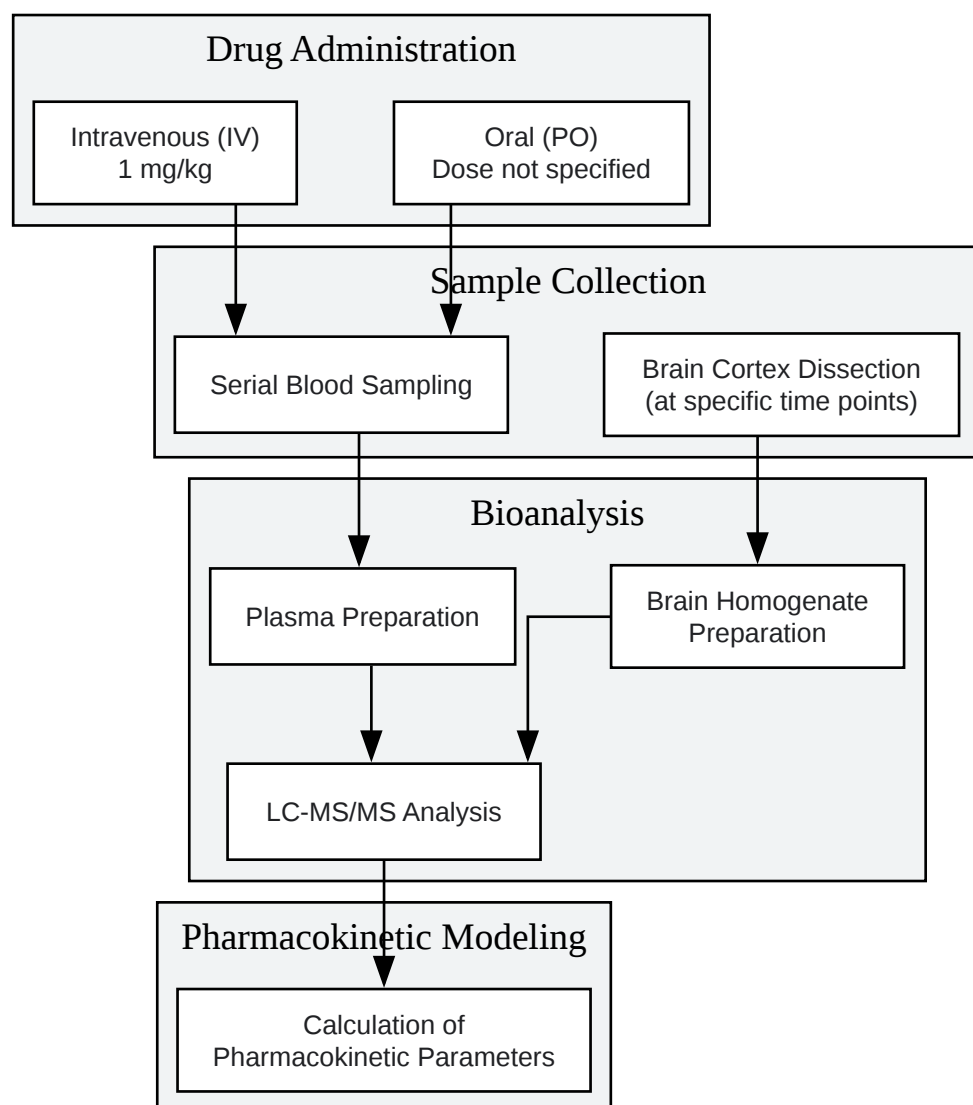 Drug Administration
Intravenous (IV)
1 mg/kg
Oral (PO)
Dose not specified
Sample Collection
Serial Blood Sampling
Brain Cortex Dissection
(at specific time points)
Bioanalysis
Plasma Preparation
Brain Homogenate
Preparation
LC-MS/MS Analysis
Pharmacokinetic Modeling
Calculation of
Pharmacokinetic Parameters